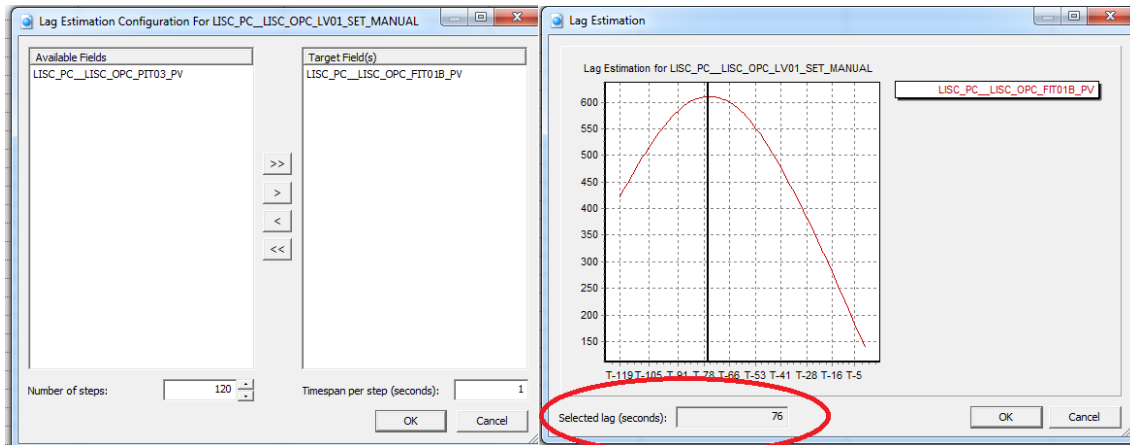 Lag Estimation Configuration For LISC_PC__LISC_OPC_LV01_SET_MANUAL
Available Fields
LISC_PC__LISC_OPC_PIT03_PV
Target Field(s)
LISC_PC__LISC_OPC_FIT01B_PV
>>
>
<
<<
Number of steps: 120
Timespan per step (seconds): 1
OK Cancel
Lag Estimation
Lag Estimation for LISC_PC__LISC_OPC_LV01_SET_MANUAL
LISC_PC__LISC_OPC_FIT01B_PV
600
550
500
450
400
350
300
250
200
150
T-119 T-105 T-91 T-78 T-66 T-53 T-41 T-28 T-16 T-5
Selected lag (seconds): 76
OK Cancel